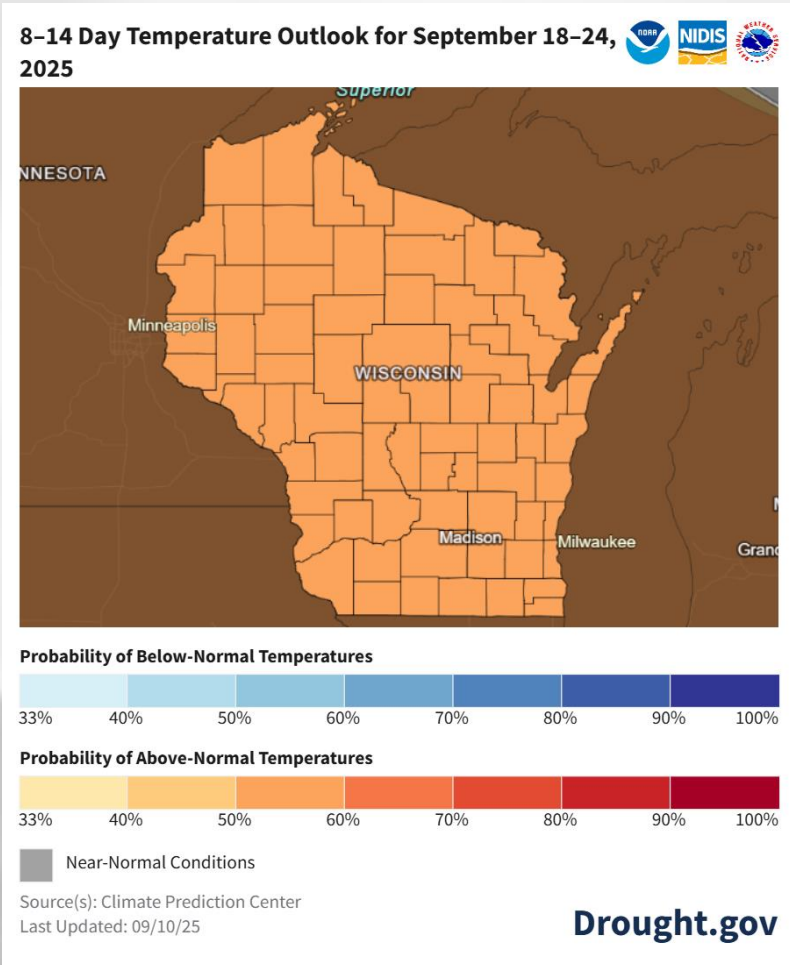 8–14 Day Temperature Outlook for September 18–24,
2025
NOAA
NIDIS
Superior
NNESOTA
Minneapolis
WISCONSIN
Madison
Milwaukee
Grand
Probability of Below-Normal Temperatures
33% 40% 50% 60% 70% 80% 90% 100%
Probability of Above-Normal Temperatures
33% 40% 50% 60% 70% 80% 90% 100%
Near-Normal Conditions
Source(s): Climate Prediction Center
Last Updated: 09/10/25
Drought.gov